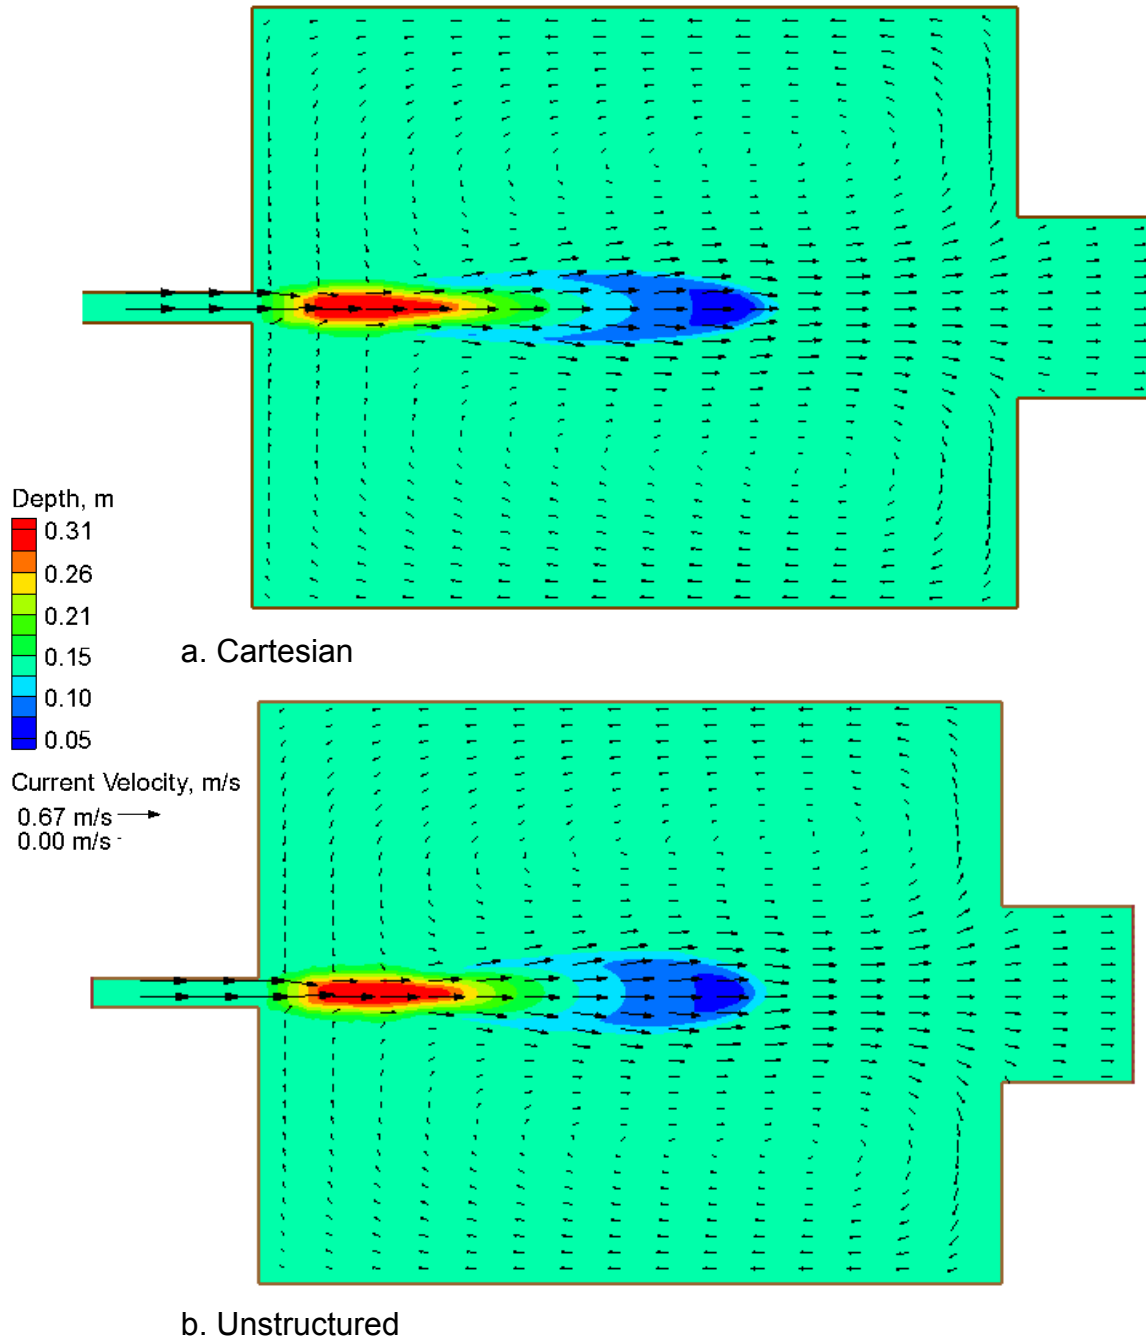 Depth, m
0.31
0.26
0.21
0.15
0.10
0.05
Current Velocity, m/s
0.67 m/s
0.00 m/s
a. Cartesian
b. Unstructured